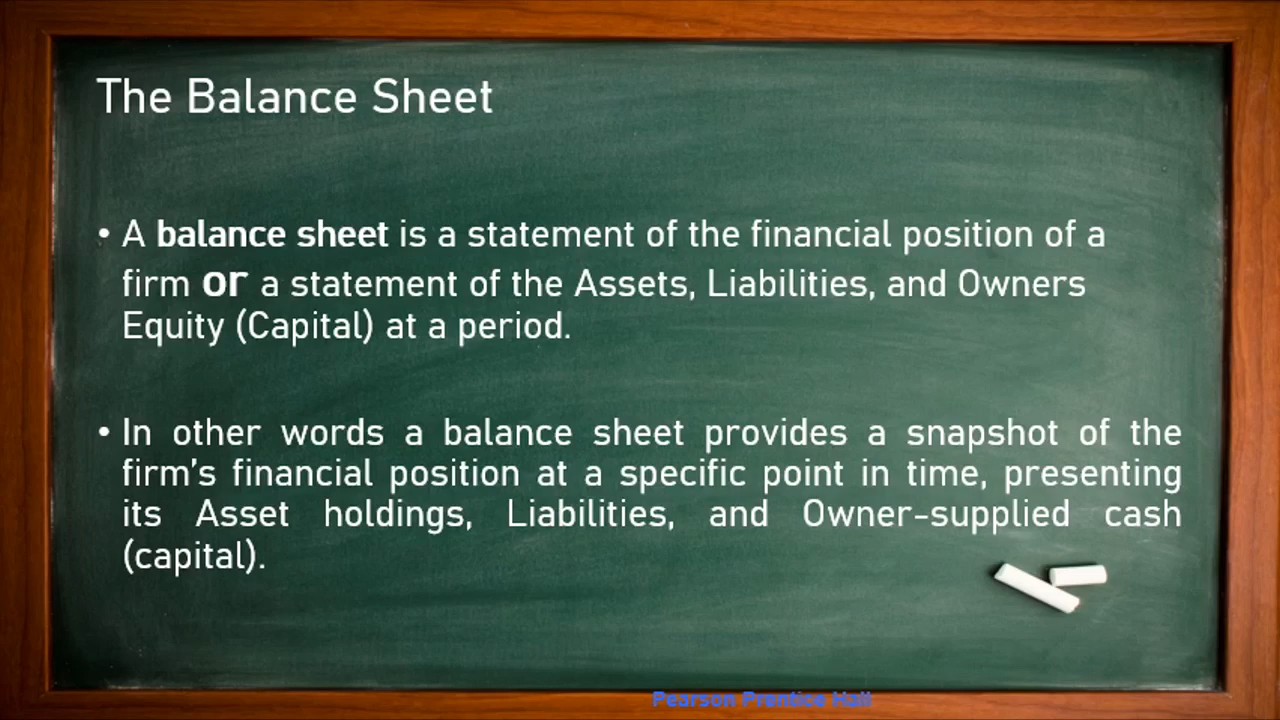 The Balance Sheet
• A balance sheet is a statement of the financial position of a
firm or a statement of the Assets, Liabilities, and Owners
Equity (Capital) at a period.
• In other words a balance sheet provides a snapshot of the
firm's financial position at a specific point in time, presenting
its Asset holdings, Liabilities, and Owner-supplied cash
(capital).
Pearson Prentice Hall